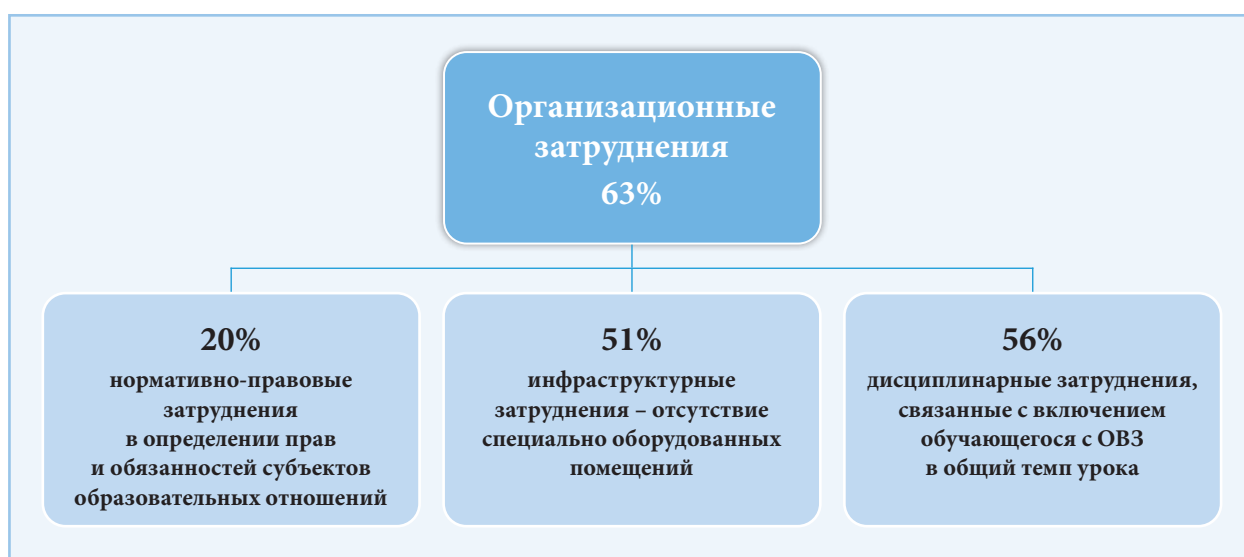 Организационные
затруднения
63%
20%
нормативно-правовые
затруднения
в определении прав
и обязанностей субъектов
образовательных отношений
51%
инфраструктурные
затруднения – отсутствие
специально оборудованных
помещений
56%
дисциплинарные затруднения,
связанные с включением
обучающегося с ОВЗ
в общий темп урока